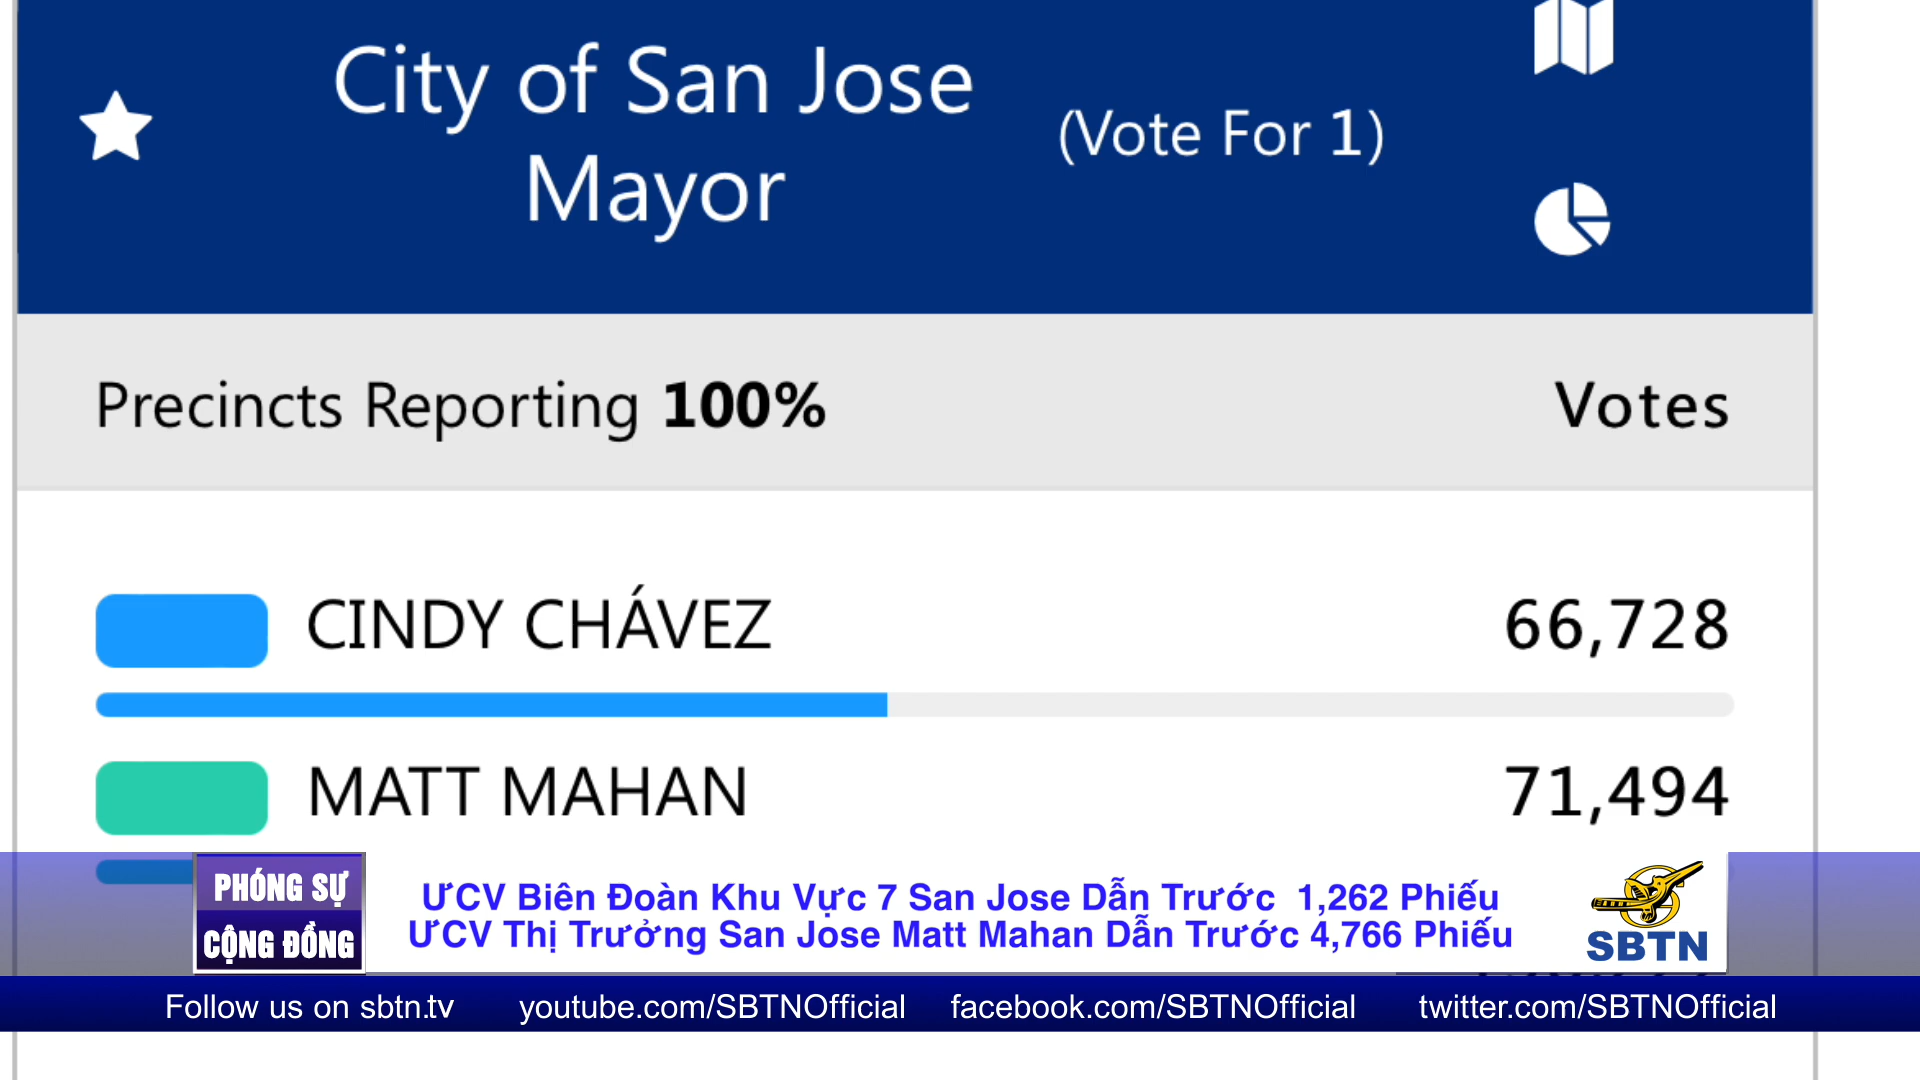 City of San Jose
Mayor
(Vote For 1)
Precincts Reporting 100%
Votes
CINDY CHÁVEZ
66,728
MATT MAHAN
71,494
PHÓNG SỰ
CỘNG ĐỒNG
ƯCV Biên Đoàn Khu Vực 7 San Jose Dẫn Trước 1,262 Phiếu
ƯCV Thị Trưởng San Jose Matt Mahan Dẫn Trước 4,766 Phiếu
SBTN
Follow us on sbtn.tv youtube.com/SBTNOfficial facebook.com/SBTNOfficial twitter.com/SBTNOfficial